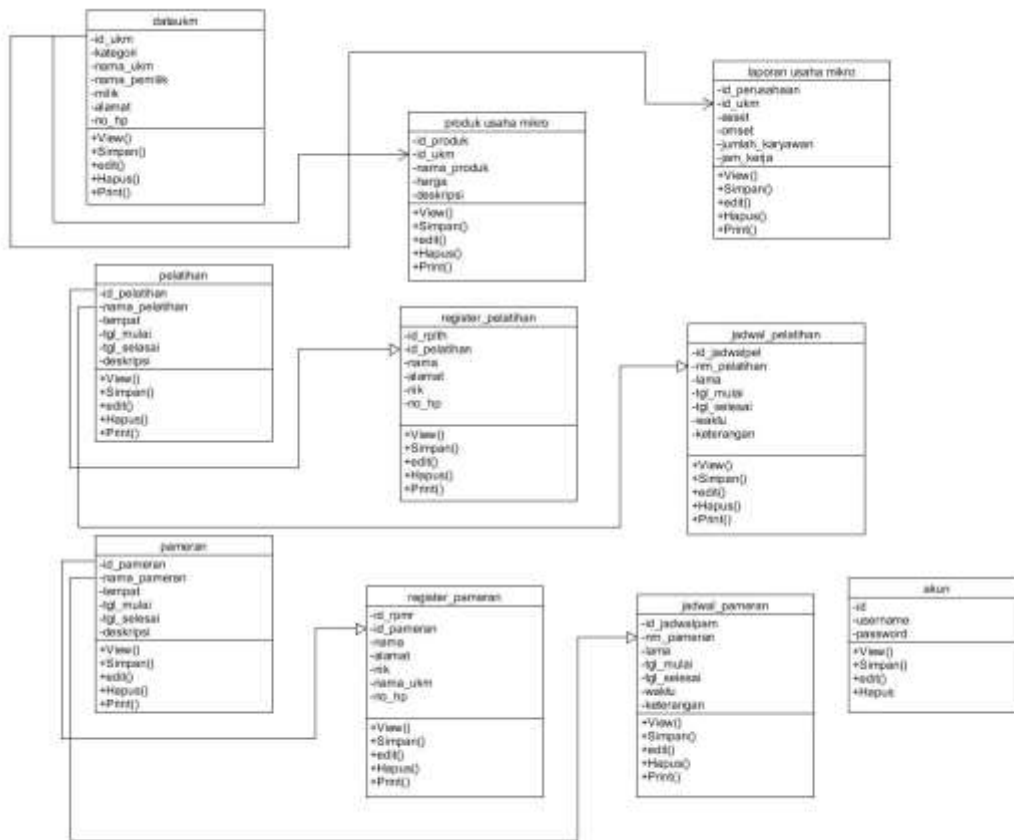 dataukm
-id_ukm
-kategori
-nama_ukm
-nama_pemilik
-milik
-alamat
-no_hp
+View()
+Simpan()
+edit()
+Hapus()
+Print()
produk usaha mikro
-id_produk
-id_ukm
-nama_produk
-harga
-deskripsi
+View()
+Simpan()
+edit()
+Hapus()
+Print()
laporan usaha mikro
-id_perusahaan
-id_ukm
-asset
-omset
-jumlah_karyawan
-jam_kerja
+View()
+Simpan()
+edit()
+Hapus()
+Print()
pelatihan
-id_pelatihan
-nama_pelatihan
-tempat
-tgl_mulai
-tgl_selesai
-deskripsi
+View()
+Simpan()
+edit()
+Hapus()
+Print()
register_pelatihan
-id_rplth
-id_pelatihan
-nama
-alamat
-nik
-no_hp
+View()
+Simpan()
+edit()
+Hapus()
+Print()
jadwal_pelatihan
-id_jadwalpel
-nm_pelatihan
-lama
-tgl_mulai
-tgl_selesai
-waktu
-keterangan
+View()
+Simpan()
+edit()
+Hapus()
+Print()
pameran
-id_pameran
-nama_pameran
-tempat
-tgl_mulai
-tgl_selesai
-deskripsi
+View()
+Simpan()
+edit()
+Hapus()
+Print()
register_pameran
-id_rpmr
-id_pameran
-nama
-alamat
-nik
-nama_ukm
-no_hp
+View()
+Simpan()
+edit()
+Hapus()
+Print()
jadwal_pameran
-id_jadwalpam
-nm_pameran
-lama
-tgl_mulai
-tgl_selesai
-waktu
-keterangan
+View()
+Simpan()
+edit()
+Hapus()
+Print()
akun
-id
-username
-password
+View()
+Simpan()
+edit()
+Hapus